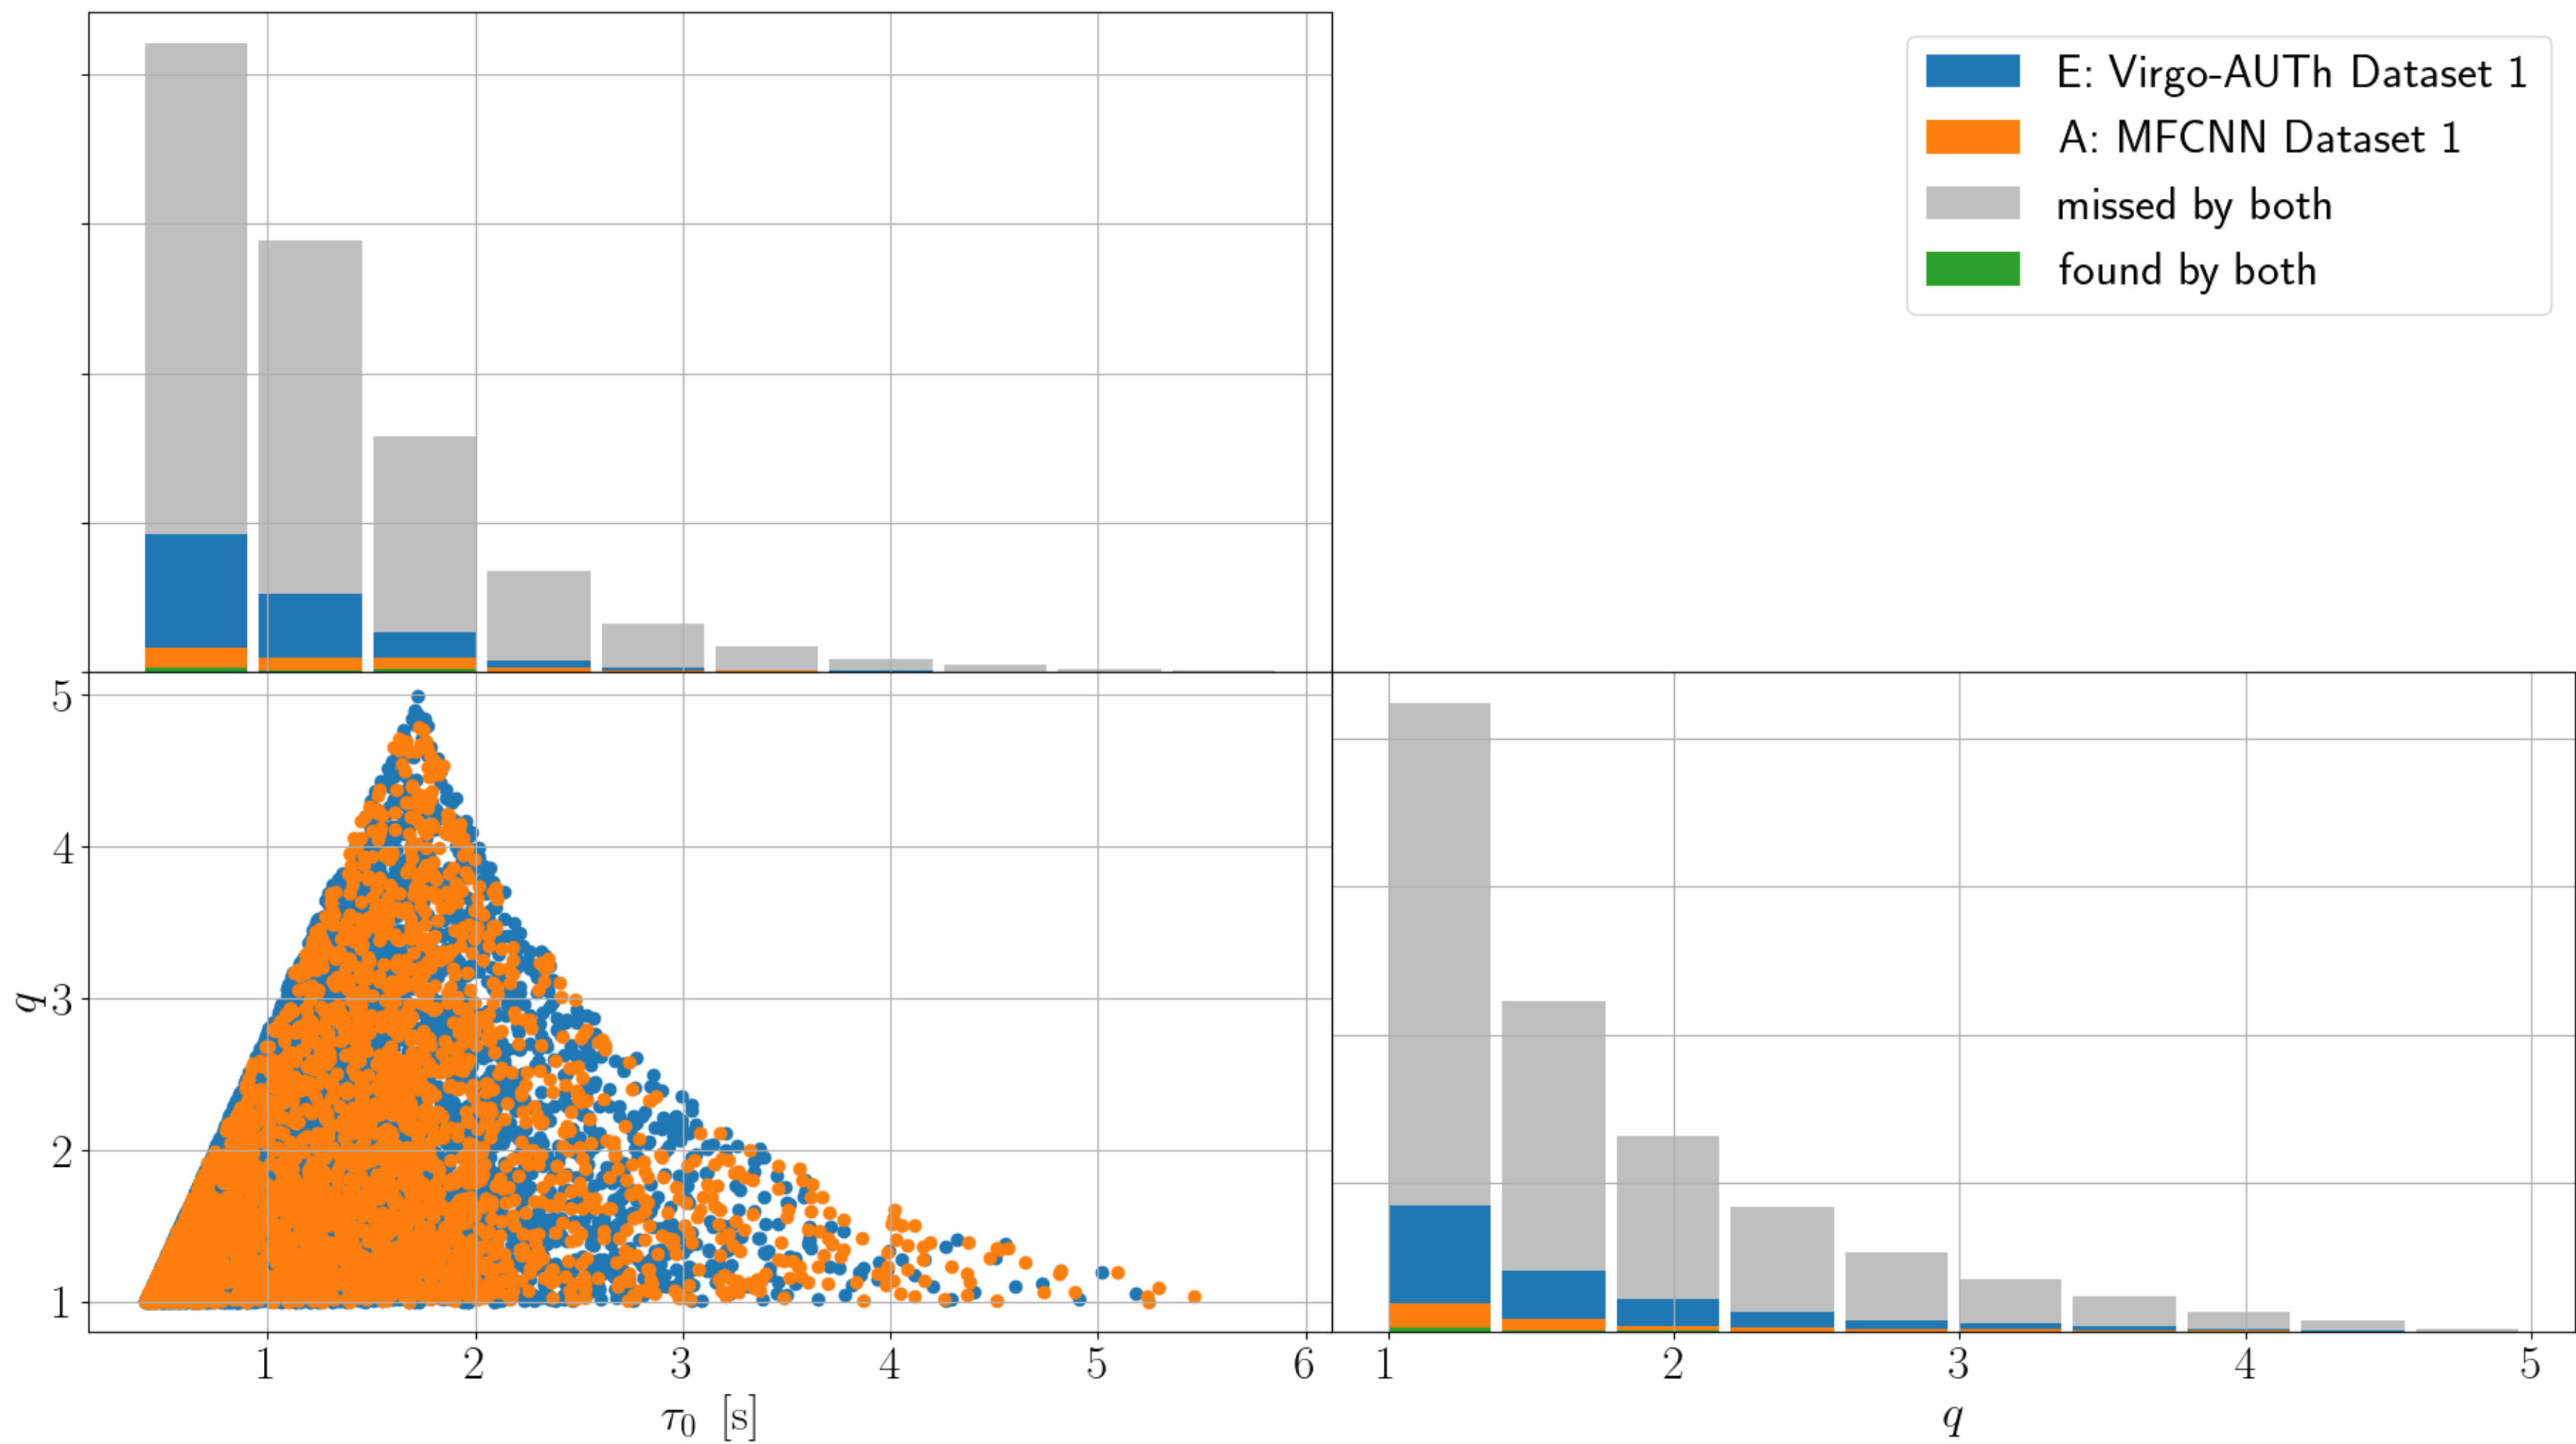 E: Virgo-AUTh Dataset 1
A: MFCNN Dataset 1
missed by both
found by both
5
4
3
2
1
q
1 2 3 4 5 6
τ₀ [s]
1 2 3 4 5
q